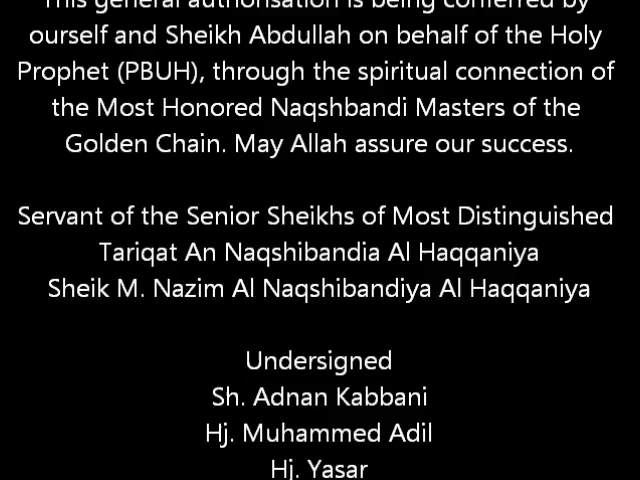 This general authorisation is being conferred by
ourself and Sheikh Abdullah on behalf of the Holy
Prophet (PBUH), through the spiritual connection of
the Most Honored Naqshbandi Masters of the
Golden Chain. May Allah assure our success.
Servant of the Senior Sheikhs of Most Distinguished
Tariqat An Naqshibandia Al Haqqaniya
Sheik M. Nazim Al Naqshibandiya Al Haqqaniya
Undersigned
Sh. Adnan Kabbani
Hj. Muhammed Adil
Hj. Yasar